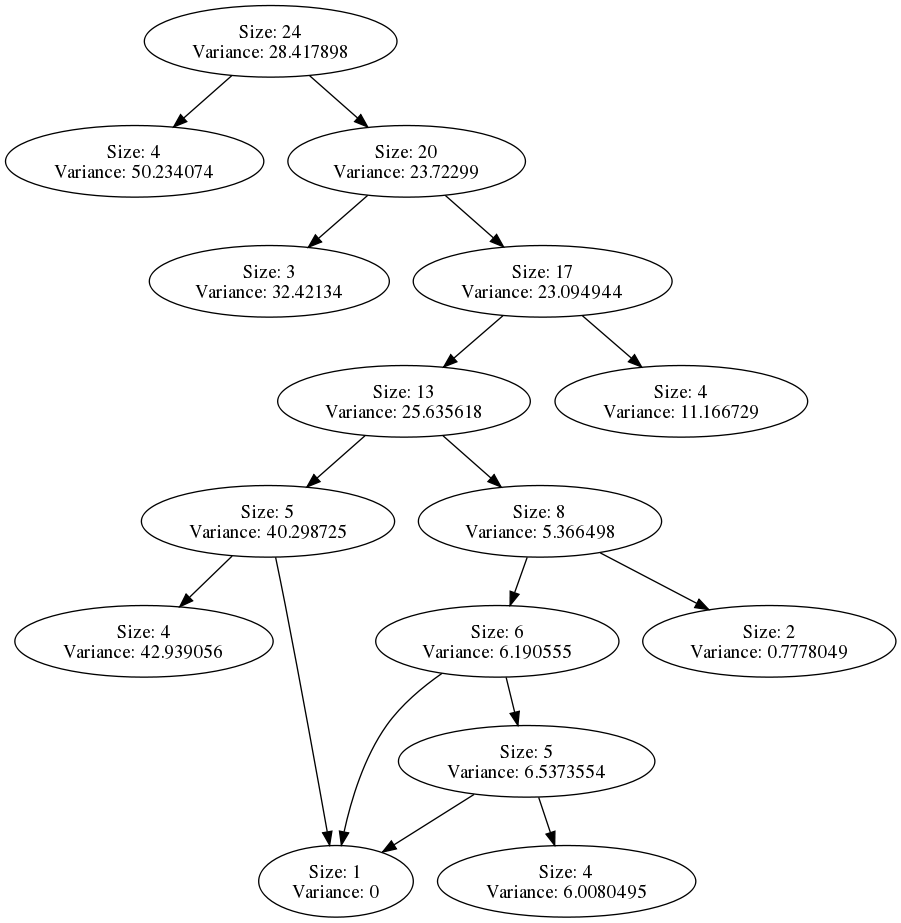 Size: 24
Variance: 28.417898
Size: 4
Variance: 50.234074
Size: 20
Variance: 23.72299
Size: 3
Variance: 32.42134
Size: 17
Variance: 23.094944
Size: 13
Variance: 25.635618
Size: 4
Variance: 11.166729
Size: 5
Variance: 40.298725
Size: 8
Variance: 5.366498
Size: 4
Variance: 42.939056
Size: 6
Variance: 6.190555
Size: 2
Variance: 0.7778049
Size: 5
Variance: 6.5373554
Size: 1
Variance: 0
Size: 4
Variance: 6.0080495